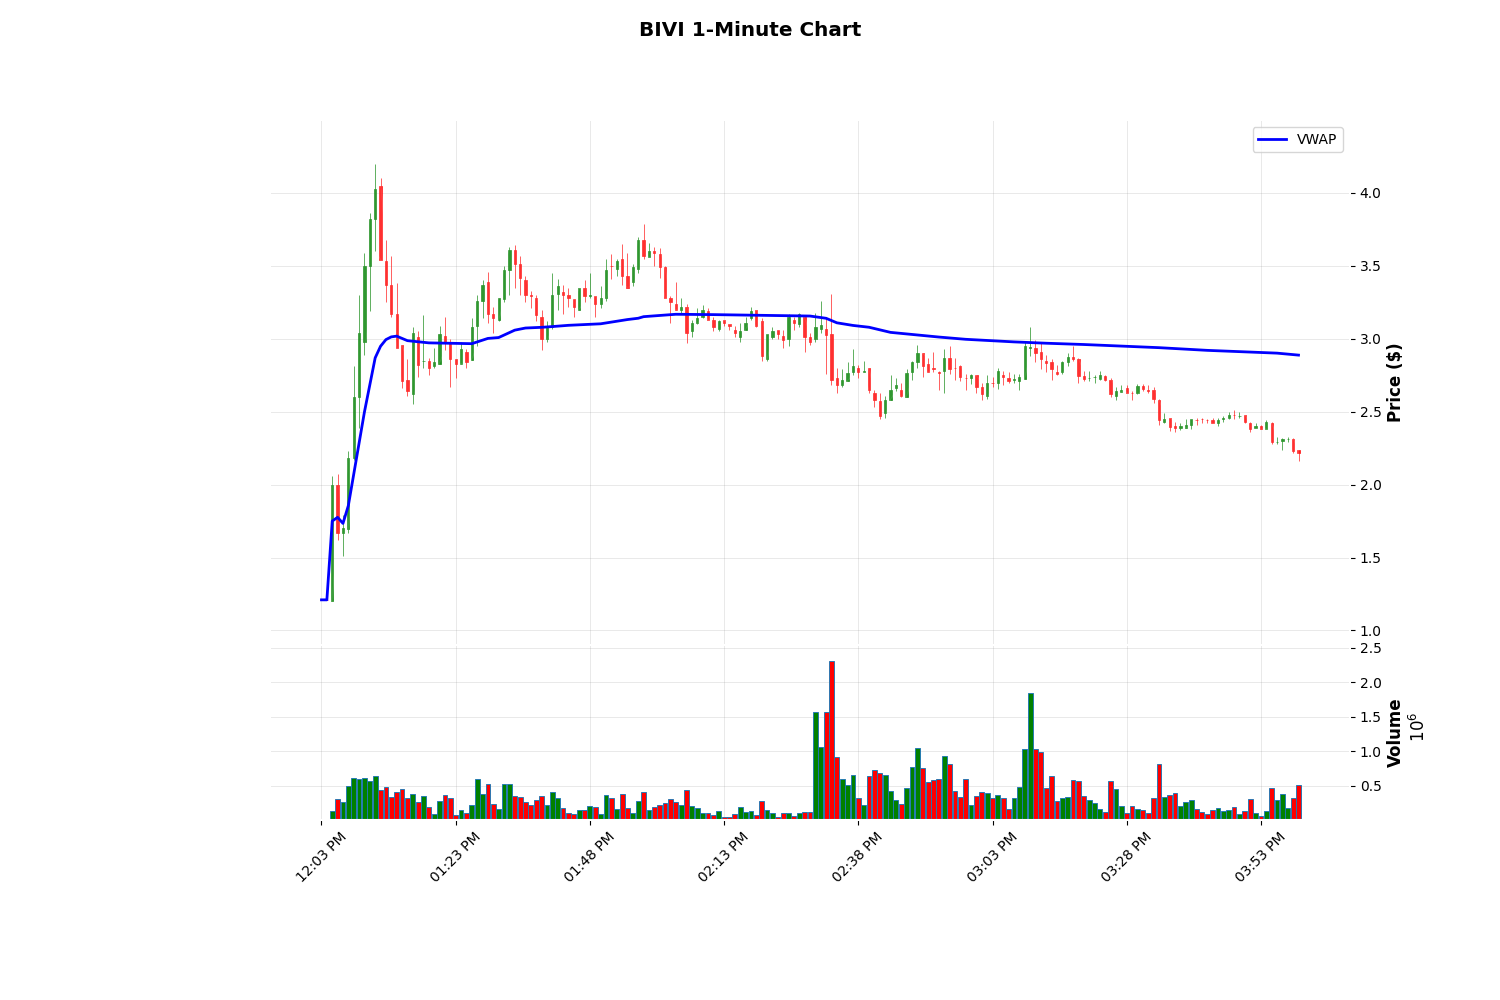 BIVI 1-Minute Chart
VWAP
4.0
3.5
3.0
2.5
2.0
1.5
1.0
Price ($)
2.5
2.0
1.5
1.0
0.5
Volume
10^6
12:03 PM
01:23 PM
01:48 PM
02:13 PM
02:38 PM
03:03 PM
03:28 PM
03:53 PM